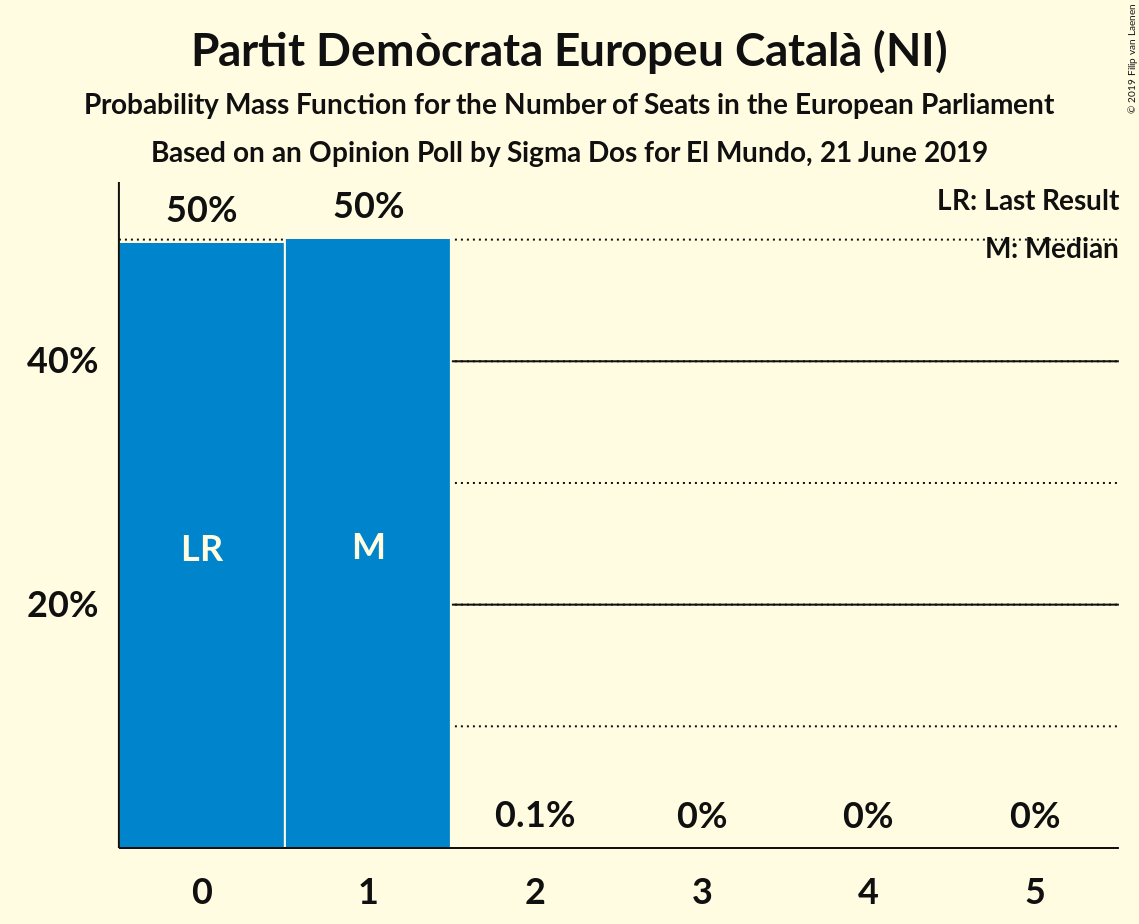 Partit Demòcrata Europeu Català (NI)
Probability Mass Function for the Number of Seats in the European Parliament
Based on an Opinion Poll by Sigma Dos for El Mundo, 21 June 2019
© 2019 Filip van Laenen
LR: Last Result
M: Median
50%
50%
40%
LR
M
20%
0.1%
0%
0%
0%
0
1
2
3
4
5